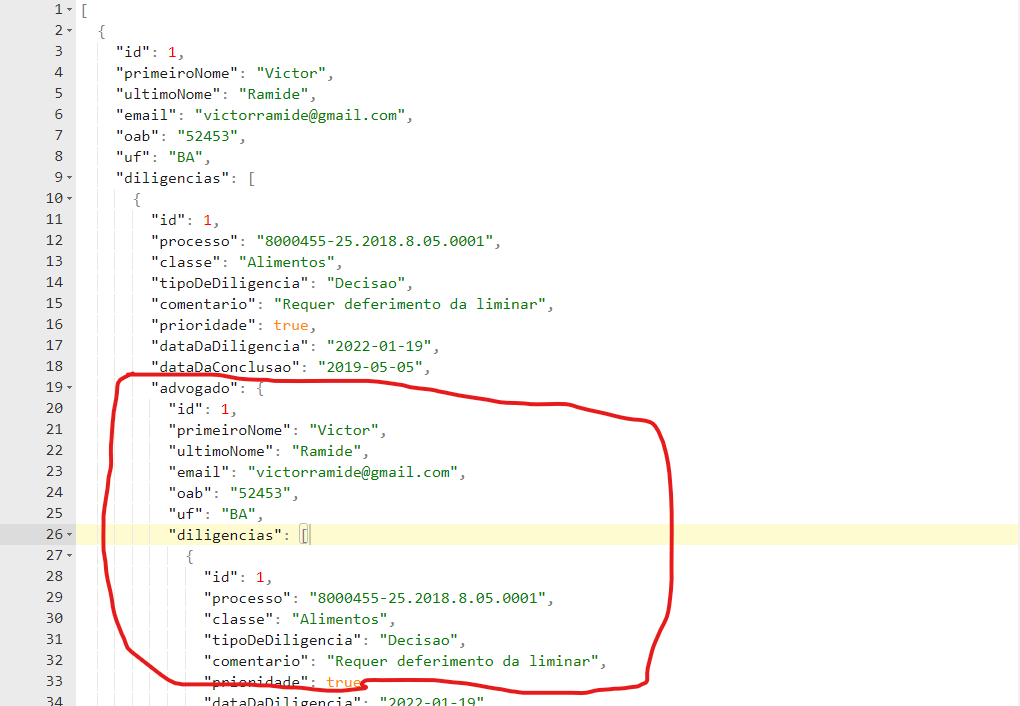 1 [
2 {
3 "id": 1,
4 "primeiroNome": "Victor",
5 "ultimoNome": "Ramide",
6 "email": "victorramide@gmail.com",
7 "oab": "52453",
8 "uf": "BA",
9 "diligencias": [
10 {
11 "id": 1,
12 "processo": "8000455-25.2018.8.05.0001",
13 "classe": "Alimentos",
14 "tipoDeDiligencia": "Decisao",
15 "comentario": "Requer deferimento da liminar",
16 "prioridade": true,
17 "dataDaDiligencia": "2022-01-19",
18 "dataDaConclusao": "2019-05-05",
19 "advogado": {
20 "id": 1,
21 "primeiroNome": "Victor",
22 "ultimoNome": "Ramide",
23 "email": "victorramide@gmail.com",
24 "oab": "52453",
25 "uf": "BA",
26 "diligencias": [
27 {
28 "id": 1,
29 "processo": "8000455-25.2018.8.05.0001",
30 "classe": "Alimentos",
31 "tipoDeDiligencia": "Decisao",
32 "comentario": "Requer deferimento da liminar",
33 "prioridade": true
34 "dataDaDiligencia": "2022-01-19"